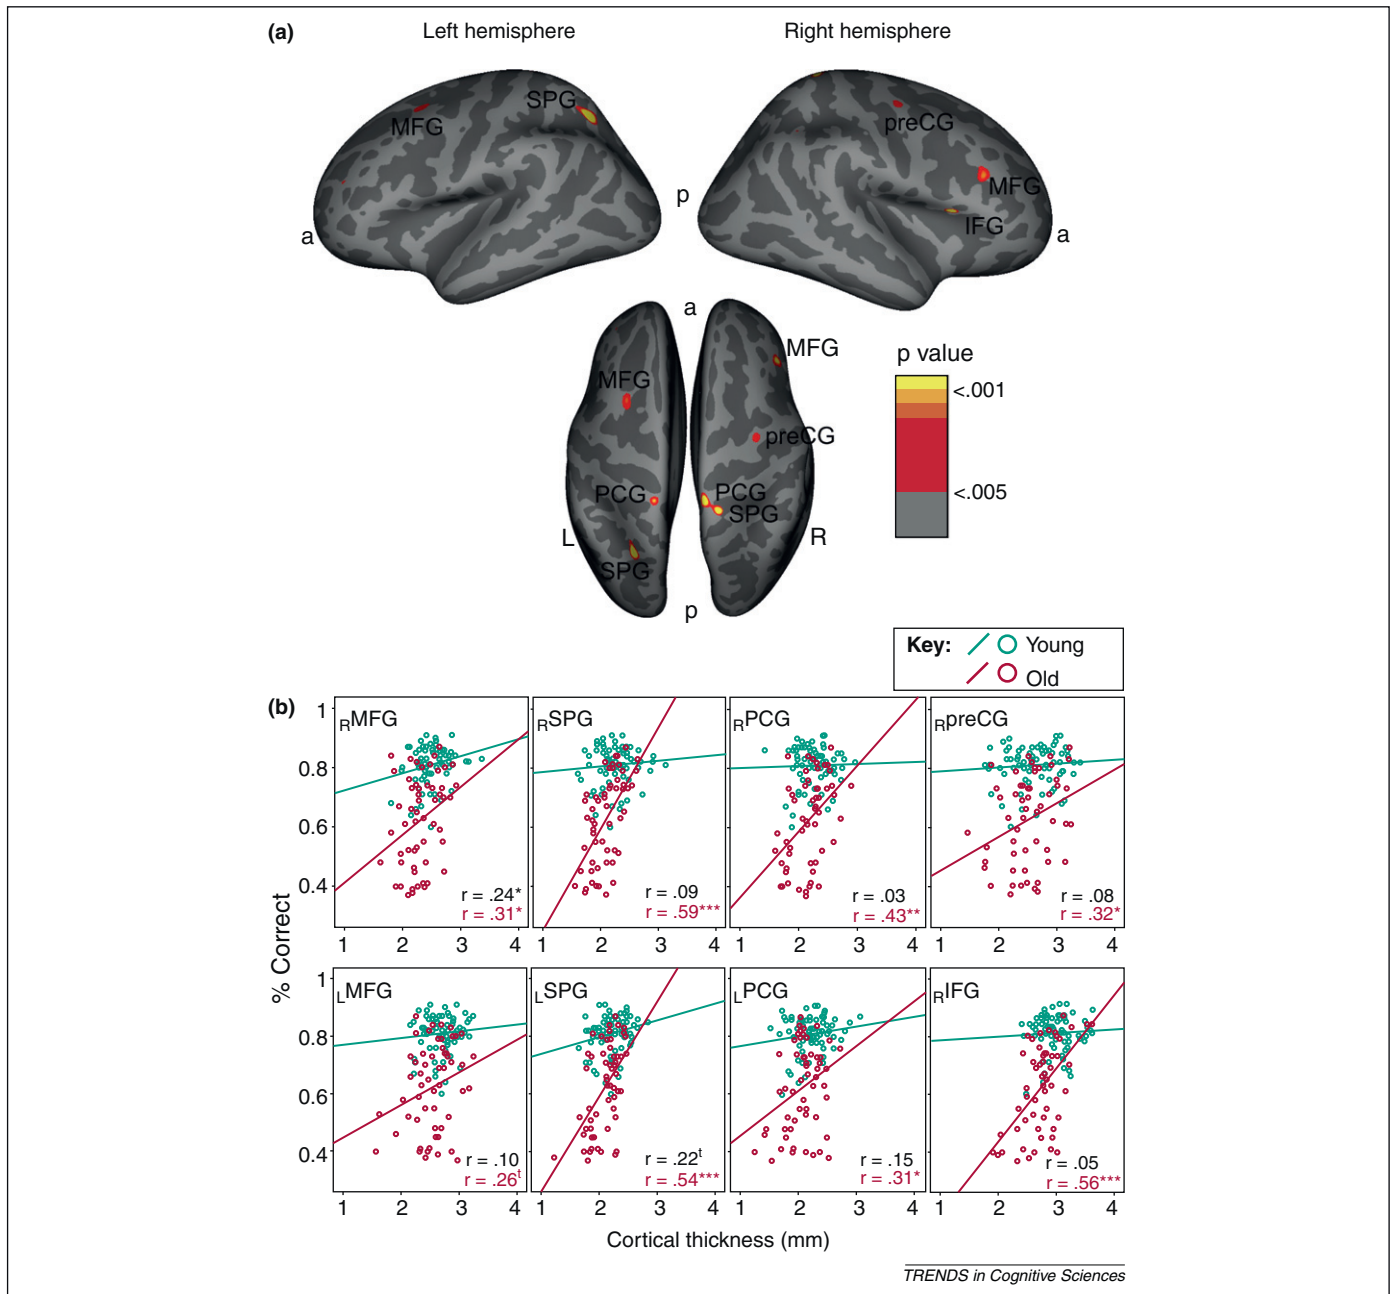 (a)
Left hemisphere
Right hemisphere
SPG
MFG
preCG
MFG
IFG
p
a
a
a
MFG
MFG
preCG
PCG
PCG
SPG
L
R
SPG
p
p value
<.001
<.005
Key:
Young
Old
(b)
RMFG
RSPG
RPCG
RpreCG
1
0.8
0.6
0.4
r = .24*
r = .31*
r = .09
r = .59***
r = .03
r = .43**
r = .08
r = .32*
1 2 3 4
1 2 3 4
1 2 3 4
1 2 3 4
% Correct
LMFG
LSPG
LPCG
RIFG
1
0.8
0.6
0.4
r = .10
r = .26t
r = .22t
r = .54***
r = .15
r = .31*
r = .05
r = .56***
1 2 3 4
1 2 3 4
1 2 3 4
1 2 3 4
Cortical thickness (mm)
TRENDS in Cognitive Sciences